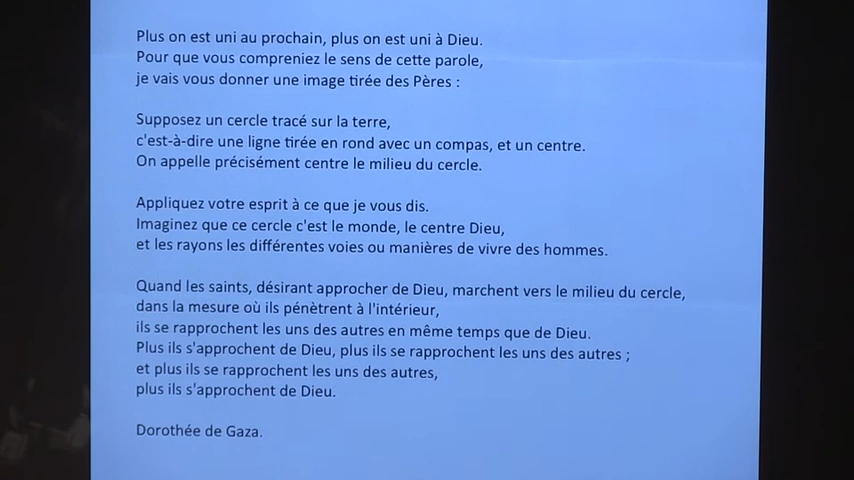 Plus on est uni au prochain, plus on est uni à Dieu.
Pour que vous compreniez le sens de cette parole,
je vais vous donner une image tirée des Pères :
Supposez un cercle tracé sur la terre,
c'est-à-dire une ligne tirée en rond avec un compas, et un centre.
On appelle précisément centre le milieu du cercle.
Appliquez votre esprit à ce que je vous dis.
Imaginez que ce cercle c'est le monde, le centre Dieu,
et les rayons les différentes voies ou manières de vivre des hommes.
Quand les saints, désirant approcher de Dieu, marchent vers le milieu du cercle,
dans la mesure où ils pénètrent à l'intérieur,
ils se rapprochent les uns des autres en même temps que de Dieu.
Plus ils s'approchent de Dieu, plus ils se rapprochent les uns des autres ;
et plus ils se rapprochent les uns des autres,
plus ils s'approchent de Dieu.
Dorothée de Gaza.